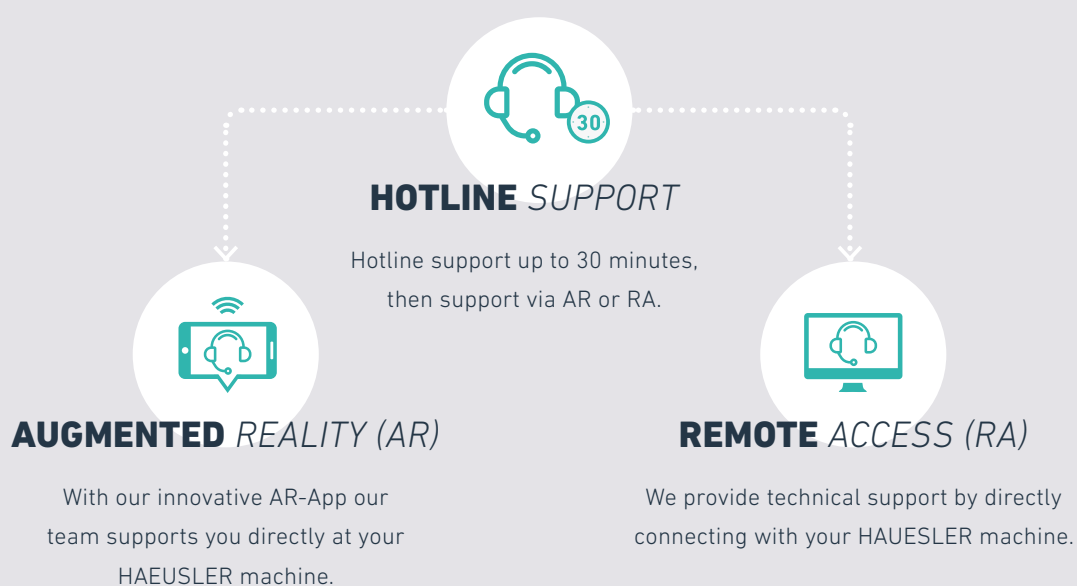 30
HOTLINE SUPPORT
Hotline support up to 30 minutes,
then support via AR or RA.
AUGMENTED REALITY (AR)
With our innovative AR-App our
team supports you directly at your
HAEUSLER machine.
REMOTE ACCESS (RA)
We provide technical support by directly
connecting with your HAUESLER machine.